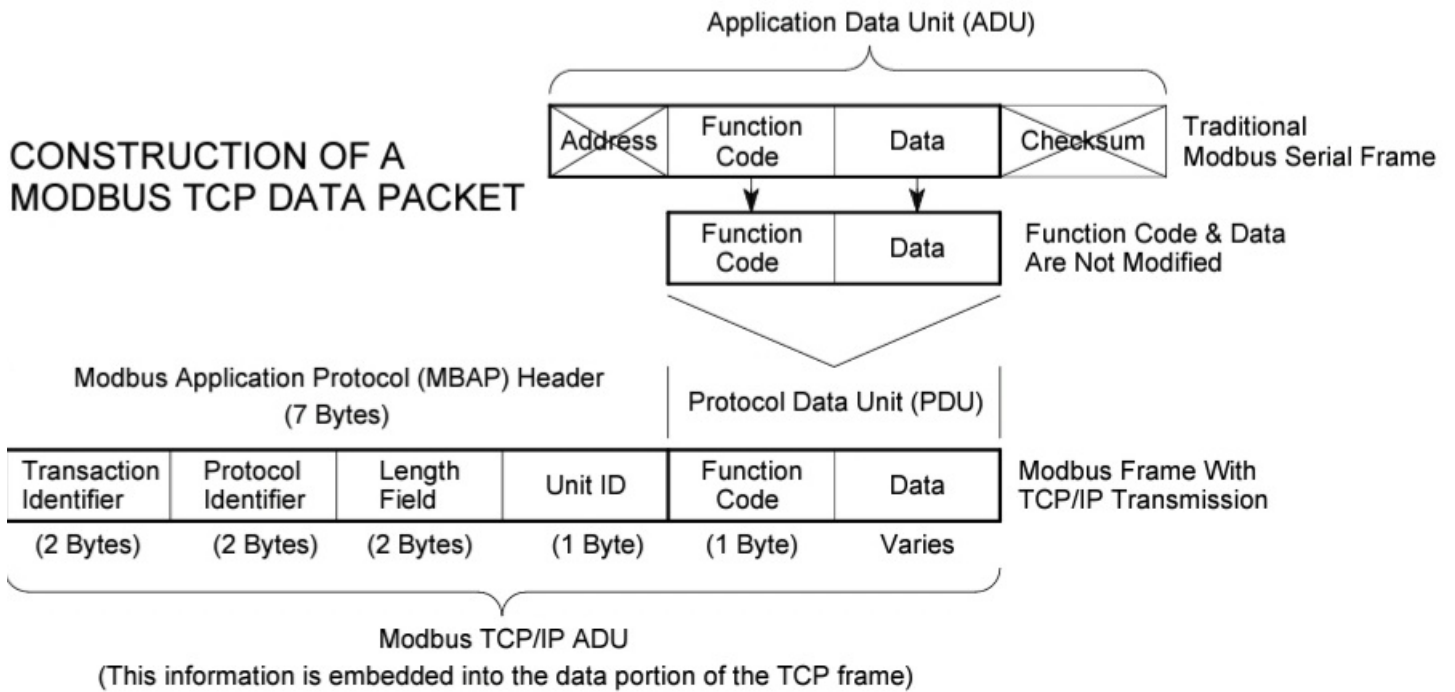 Application Data Unit (ADU)
CONSTRUCTION OF A
MODBUS TCP DATA PACKET
Address
Function
Code
Data
Checksum
Traditional
Modbus Serial Frame
Function
Code
Data
Function Code & Data
Are Not Modified
Modbus Application Protocol (MBAP) Header
(7 Bytes)
Protocol Data Unit (PDU)
Transaction
Identifier
Protocol
Identifier
Length
Field
Unit ID
Function
Code
Data
Modbus Frame With
TCP/IP Transmission
(2 Bytes)
(2 Bytes)
(2 Bytes)
(1 Byte)
(1 Byte)
Varies
Modbus TCP/IP ADU
(This information is embedded into the data portion of the TCP frame)